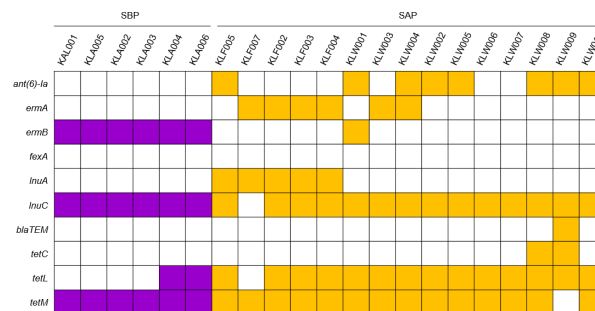 SBP SAP
KAL001 KLA005 KLA002 KLA003 KLA004 KLA006 KLF005 KLF007 KLF002 KLF003 KLF004 KLW001 KLW003 KLW004 KLW002 KLW005 KLW006 KLW007 KLW008 KLW009
ant(6)-Ia
ermA
ermB
fexA
lnuA
lnuC
blaTEM
tetC
tetL
tetM